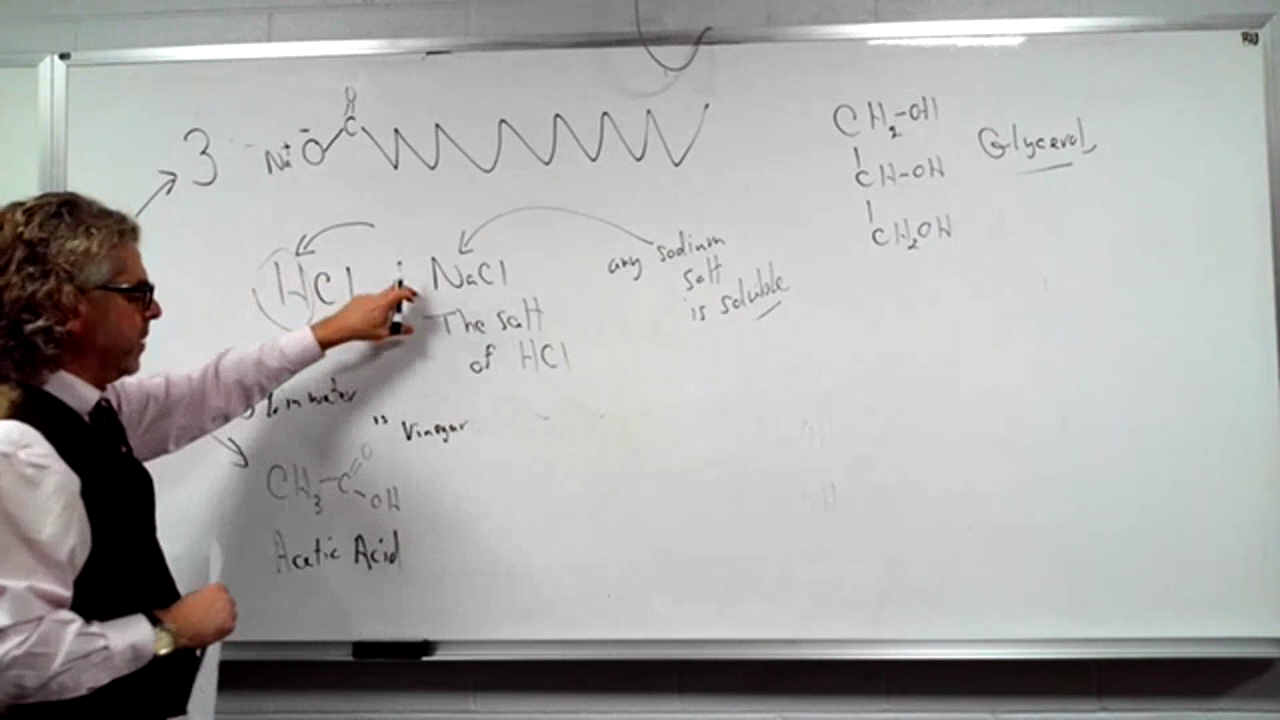 3 Na⁺ ⁻O C O
CH₂-OH
CH-OH
CH₂OH
Glycerol
HCl
NaCl
The salt
of HCl
any sodium
salt
is soluble
in water
is Vinegar
CH₃-C=O
OH
Acetic Acid